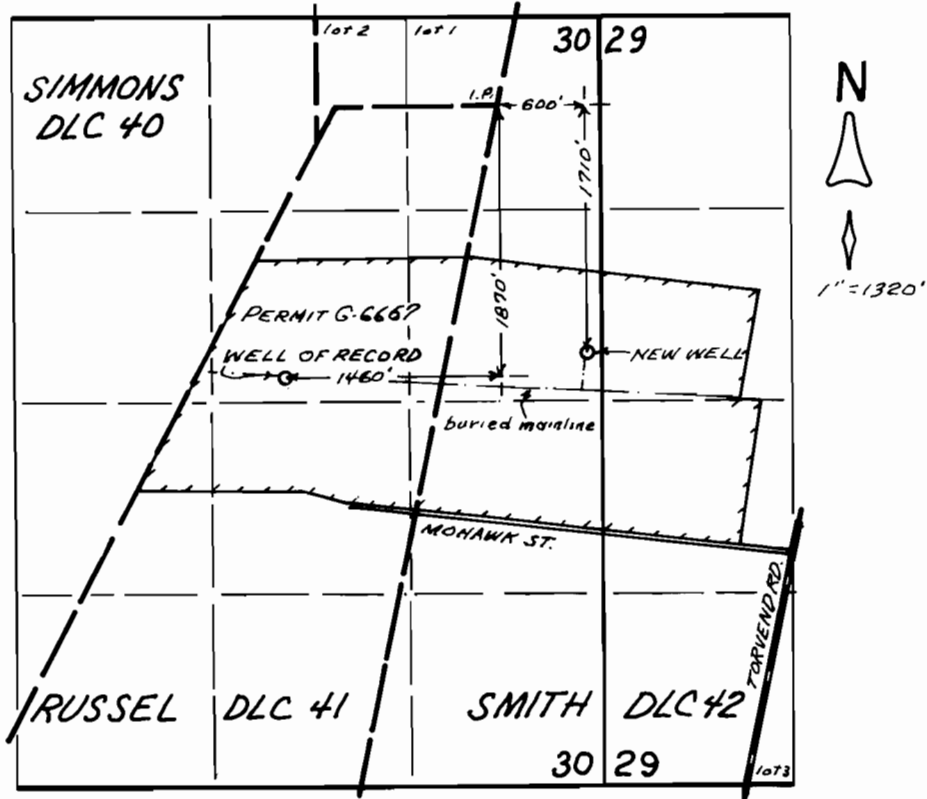 lot 2
lot 1
30 29
SIMMONS
DLC 40
N
I.P.
600'
1710'
1870'
1"=1320'
PERMIT G-6667
WELL OF RECORD
1460'
NEW WELL
buried mainline
MOHAWK ST.
TORVEND RD.
RUSSEL DLC 41
SMITH DLC 42
30 29
lot 3